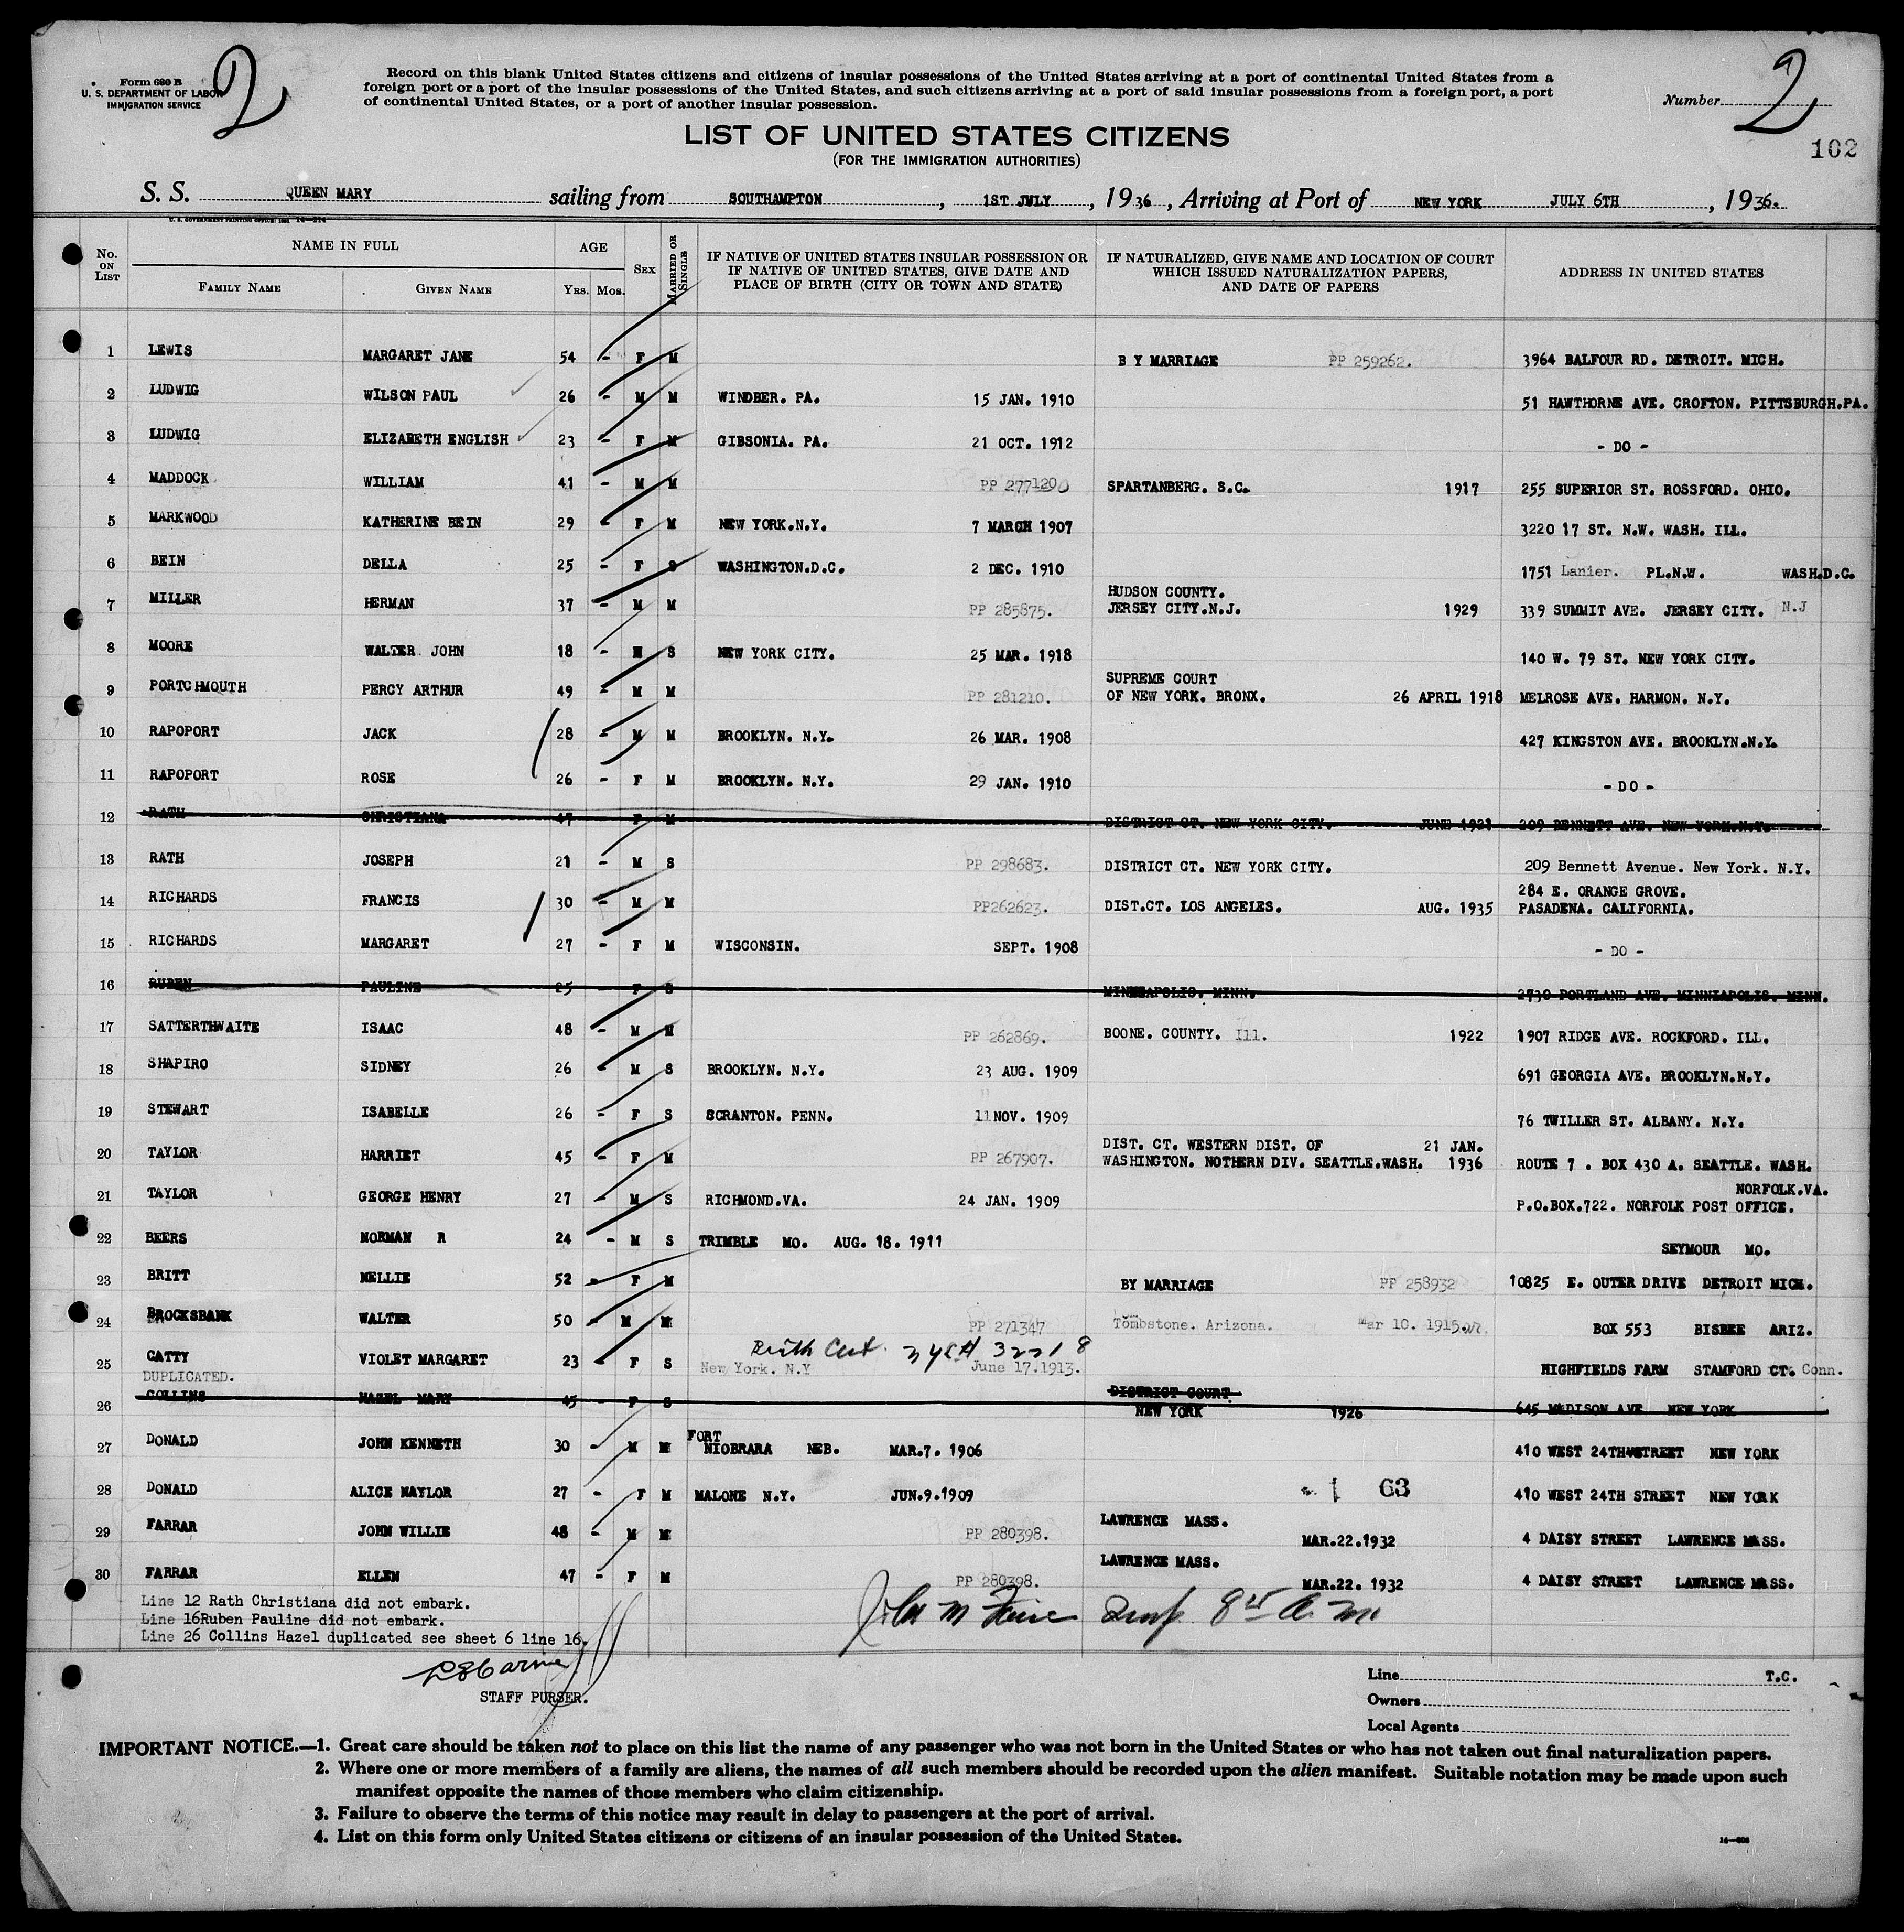 Form 680 B
U. S. DEPARTMENT OF LABOR
IMMIGRATION SERVICE
2
Record on this blank United States citizens and citizens of insular possessions of the United States arriving at a port of continental United States from a
foreign port or a port of the insular possessions of the United States, and such citizens arriving at a port of said insular possessions from a foreign port, a port
of continental United States, or a port of another insular possession.
Number 2
LIST OF UNITED STATES CITIZENS
(FOR THE IMMIGRATION AUTHORITIES)
102
S. S. QUEEN MARY sailing from SOUTHAMPTON , 1ST JULY , 1936 , Arriving at Port of NEW YORK JULY 6TH , 1936.
No. ON LIST NAME IN FULL AGE SEX MARRIED OR SINGLE IF NATIVE OF UNITED STATES INSULAR POSSESSION OR IF NATIVE OF UNITED STATES, GIVE DATE AND PLACE OF BIRTH (CITY OR TOWN AND STATE) IF NATURALIZED, GIVE NAME AND LOCATION OF COURT WHICH ISSUED NATURALIZATION PAPERS, AND DATE OF PAPERS ADDRESS IN UNITED STATES
FAMILY NAME GIVEN NAME YRS. MOS.
1 LEWIS MARGARET JANE 54 - F M B Y MARRIAGE PP 259262. 3964 BALFOUR RD. DETROIT. MICH.
2 LUDWIG WILSON PAUL 26 - M M WINDBER. PA. 15 JAN. 1910 51 HAWTHORNE AVE. CROFTON. PITTSBURGH.PA.
3 LUDWIG ELIZABETH ENGLISH 23 - F M GIBSONIA. PA. 21 OCT. 1912 - DO -
4 MADDOCK WILLIAM 41 - M M PP 277120 SPARTANBERG. S.C. 1917 255 SUPERIOR ST. ROSSFORD. OHIO.
5 MARKWOOD KATHERINE BEIN 29 - F M NEW YORK.N.Y. 7 MARCH 1907 3220 17 ST. N.W. WASH. ILL.
6 BEIN DELLA 25 - F S WASHINGTON.D.C. 2 DEC. 1910 1751 Lanier. PL.N.W. WASH.D.C.
HUDSON COUNTY.
7 MILLER HERMAN 37 - M M PP 285875. JERSEY CITY.N.J. 1929 339 SUMMIT AVE. JERSEY CITY. N.J
8 MOORE WALTER JOHN 18 - M S NEW YORK CITY. 25 MAR. 1918 140 W. 79 ST. NEW YORK CITY.
SUPREME COURT
9 PORTCHMOUTH PERCY ARTHUR 49 - M M PP 281210. OF NEW YORK. BRONX. 26 APRIL 1918 MELROSE AVE. HARMON. N.Y.
10 RAPOPORT JACK 28 - M M BROOKLYN. N.Y. 26 MAR. 1908 427 KINGSTON AVE. BROOKLYN.N.Y.
11 RAPOPORT ROSE 26 - F M BROOKLYN. N.Y. 29 JAN. 1910 - DO -
12 RATH CHRISTIANA 47 F M DISTRICT CT. NEW YORK CITY. JUNE 1921 209 BENNETT AVE. NEW YORK.N.Y.
13 RATH JOSEPH 21 - M S PP 298683. DISTRICT CT. NEW YORK CITY. 209 Bennett Avenue. New York. N.Y.
284 E. ORANGE GROVE.
14 RICHARDS FRANCIS 30 - M M PP262623. DIST.CT. LOS ANGELES. AUG. 1935 PASADENA. CALIFORNIA.
15 RICHARDS MARGARET 27 - F M WISCONSIN. SEPT. 1908 - DO -
16 RUBEN PAULINE 25 - F S MINNEAPOLIS. MINN. 2730 PORTLAND AVE. MINNIAPOLIS. MINN.
17 SATTERTHWAITE ISAAC 48 - M M PP 262869. BOONE. COUNTY. Ill. 1922 1907 RIDGE AVE. ROCKFORD. ILL.
18 SHAPIRO SIDNEY 26 - M S BROOKLYN. N.Y. 23 AUG. 1909 691 GEORGIA AVE. BROOKLYN.N.Y.
19 STEWART ISABELLE 26 - F S SCRANTON. PENN. 11NOV. 1909 76 TWILLER ST. ALBANY. N.Y.
DIST. CT. WESTERN DIST. OF 21 JAN.
20 TAYLOR HARRIET 45 - F M PP 267907. WASHINGTON. NOTHERN DIV. SEATTLE.WASH. 1936 ROUTE 7 . BOX 430 A. SEATTLE. WASH.
NORFOLK.VA.
21 TAYLOR GEORGE HENRY 27 - M S RICHMOND.VA. 24 JAN. 1909 P.O.BOX.722. NORFOLK POST OFFICE.
22 BEERS NORMAN R 24 - M S TRIMBLE MO. AUG. 18. 1911 SEYMOUR MO.
23 BRITT NELLIE 52 - F M BY MARRIAGE PP 258932 10825 E. OUTER DRIVE DETROIT MICH.
24 BROCKSBANK WALTER 50 - M M PP 271347 Tombstone. Arizona. Mar 10. 1915. BOX 553 BISBEE ARIZ.
Birth Cert. NYC# 32218
25 CATTY VIOLET MARGARET 23 - F S New York. N.Y June 17.1913. HIGHFIELDS FARM STAMFORD CT. Conn.
DUPLICATED.
DISTRICT COURT
26 COLLINS HAZEL MARY 45 - F S NEW YORK 1926 645 MADISON AVE NEW YORK
FORT
27 DONALD JOHN KENNETH 30 - M M NIOBRARA NEB. MAR.7. 1906 410 WEST 24TH STREET NEW YORK
28 DONALD ALICE NAYLOR 27 - F M MALONE N.Y. JUN.9.1909 63 410 WEST 24TH STREET NEW YORK
LAWRENCE MASS.
29 FARRAR JOHN WILLIE 48 - M M PP 280398. MAR.22.1932 4 DAISY STREET LAWRENCE MASS.
LAWRENCE MASS.
30 FARRAR ELLEN 47 - F M PP 280398. MAR.22. 1932 4 DAISY STREET LAWRENCE MASS.
Line 12 Rath Christiana did not embark.
Line 16Ruben Pauline did not embark.
Line 26 Collins Hazel duplicated see sheet 6 line 16.
STAFF PURSER.
Line T.C.
Owners
Local Agents
IMPORTANT NOTICE.—1. Great care should be taken not to place on this list the name of any passenger who was not born in the United States or who has not taken out final naturalization papers.
2. Where one or more members of a family are aliens, the names of all such members should be recorded upon the alien manifest. Suitable notation may be made upon such
manifest opposite the names of those members who claim citizenship.
3. Failure to observe the terms of this notice may result in delay to passengers at the port of arrival.
4. List on this form only United States citizens or citizens of an insular possession of the United States.